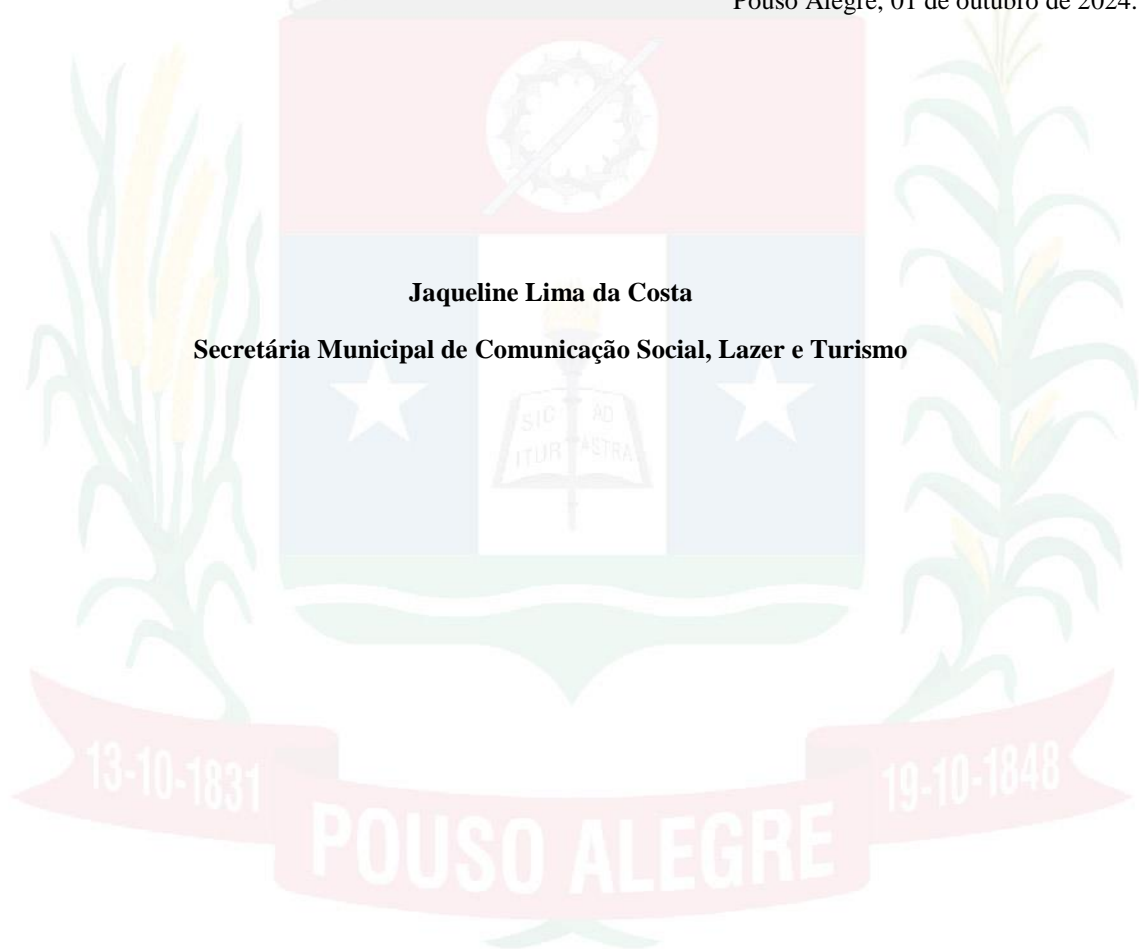 Pouso Alegre, 01 de outubro de 2024.
Jaqueline Lima da Costa
Secretária Municipal de Comunicação Social, Lazer e Turismo
SIC AD
ITUR ASTRA
13-10-1831
19-10-1848
POUSO ALEGRE